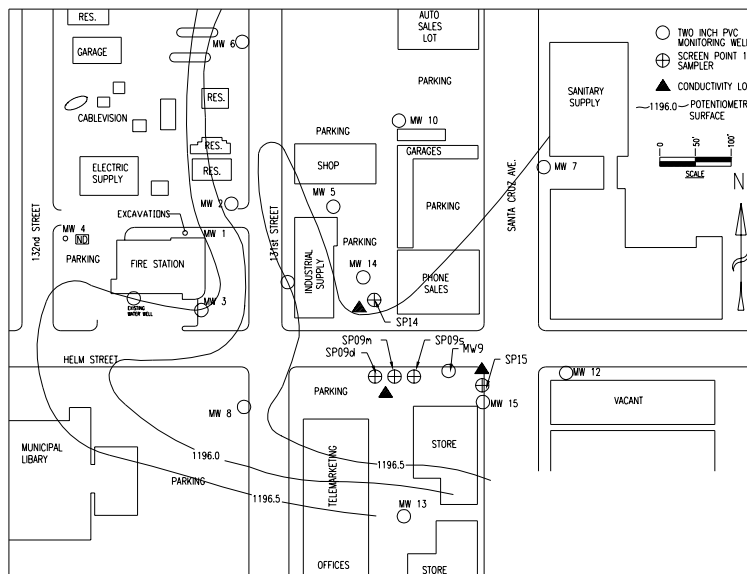 RES.
GARAGE
MW 6
AUTO
SALES
LOT
TWO INCH PVC
MONITORING WELL
SCREEN POINT 1
SAMPLER
CONDUCTIVITY LO
1196.0
POTENTIOMETR
SURFACE
0
50'
100'
SCALE
N
SANITARY
SUPPLY
PARKING
CABLEVISION
RES.
MW 10
PARKING
RES.
SHOP
GARAGES
ELECTRIC
SUPPLY
RES.
MW 7
SANTA CRUZ AVE.
MW 2
MW 5
PARKING
EXCAVATIONS
132nd STREET
131st STREET
MW 4
ND
MW 1
PARKING
PARKING
FIRE STATION
INDUSTRIAL
SUPPLY
MW 14
PHONE
SALES
EXISTING
WATER WELL
MW 3
SP14
HELM STREET
SP09d
SP09m
SP09s
MW9
SP15
PARKING
MW 12
MW 8
MW 15
VACANT
MUNICIPAL
LIBARY
1196.0
STORE
1196.5
PARKING
1196.5
TELEMARKETING
MW 13
OFFICES
STORE